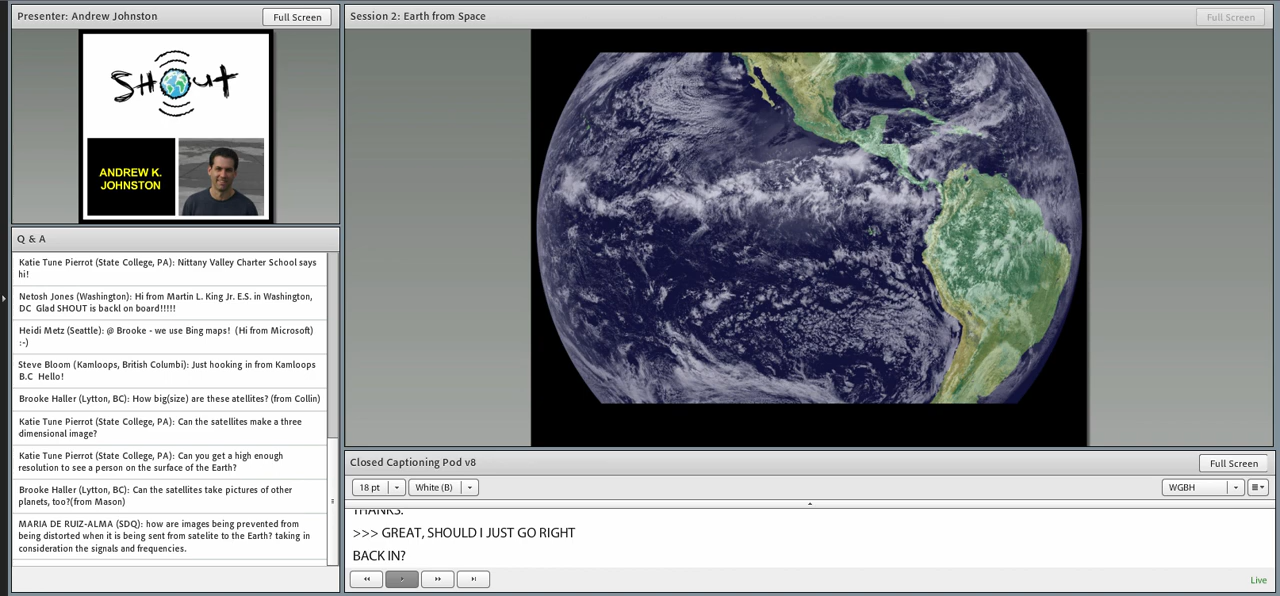 Presenter: Andrew Johnston
Full Screen
SHOUT
ANDREW K.
JOHNSTON
Q & A
Katie Tune Pierrot (State College, PA): Nittany Valley Charter School says
hi!
Netosh Jones (Washington): Hi from Martin L. King Jr. E.S. in Washington,
DC  Glad SHOUT is backl on board!!!!!
Heidi Metz (Seattle): @ Brooke - we use Bing maps!  (Hi from Microsoft)
:-)
Steve Bloom (Kamloops, British Columbi): Just hooking in from Kamloops
B.C  Hello!
Brooke Haller (Lytton, BC): How big(size) are these atellites? (from Collin)
Katie Tune Pierrot (State College, PA): Can the satellites make a three
dimensional image?
Katie Tune Pierrot (State College, PA): Can you get a high enough
resolution to see a person on the surface of the Earth?
Brooke Haller (Lytton, BC): Can the satellites take pictures of other
planets, too?(from Mason)
MARIA DE RUIZ-ALMA (SDQ): how are images being prevented from
being distorted when it is being sent from satelite to the Earth? taking in
consideration the signals and frequencies.
Session 2: Earth from Space
Full Screen
Closed Captioning Pod v8
Full Screen
18 pt
White (B)
WGBH
THANKS.
>>> GREAT, SHOULD I JUST GO RIGHT
BACK IN?
Live